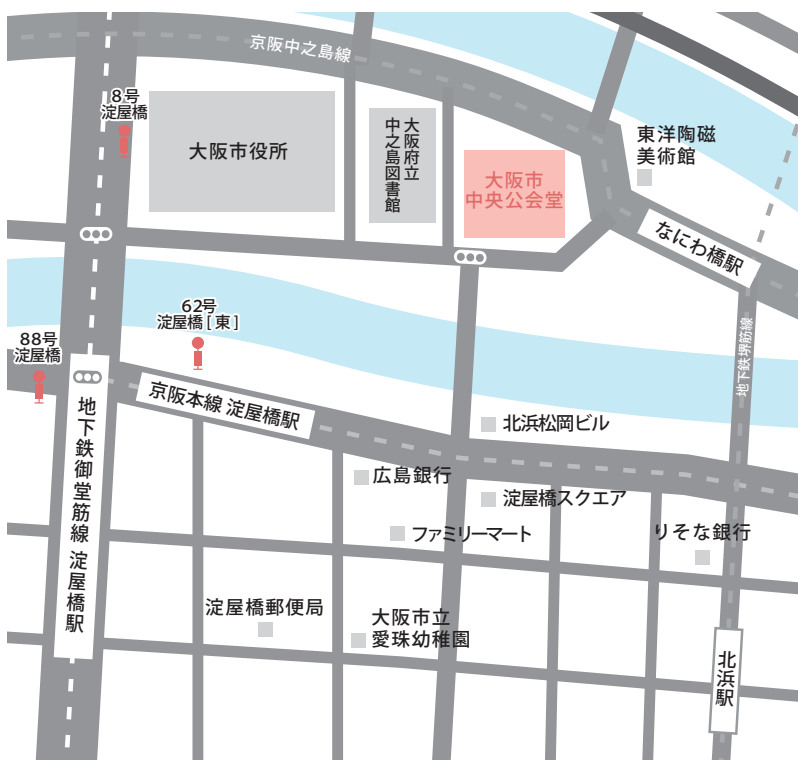 京阪中之島線
8号
淀屋橋
大阪市役所
大阪府立
中之島図書館
大阪市
中央公会堂
東洋陶磁
美術館
なにわ橋駅
62号
淀屋橋 [ 東 ]
88号
淀屋橋
地下鉄堺筋線
京阪本線 淀屋橋駅
地下鉄御堂筋線 淀屋橋駅
北浜松岡ビル
広島銀行
淀屋橋スクエア
ファミリーマート
りそな銀行
淀屋橋郵便局
大阪市立
愛珠幼稚園
北浜駅